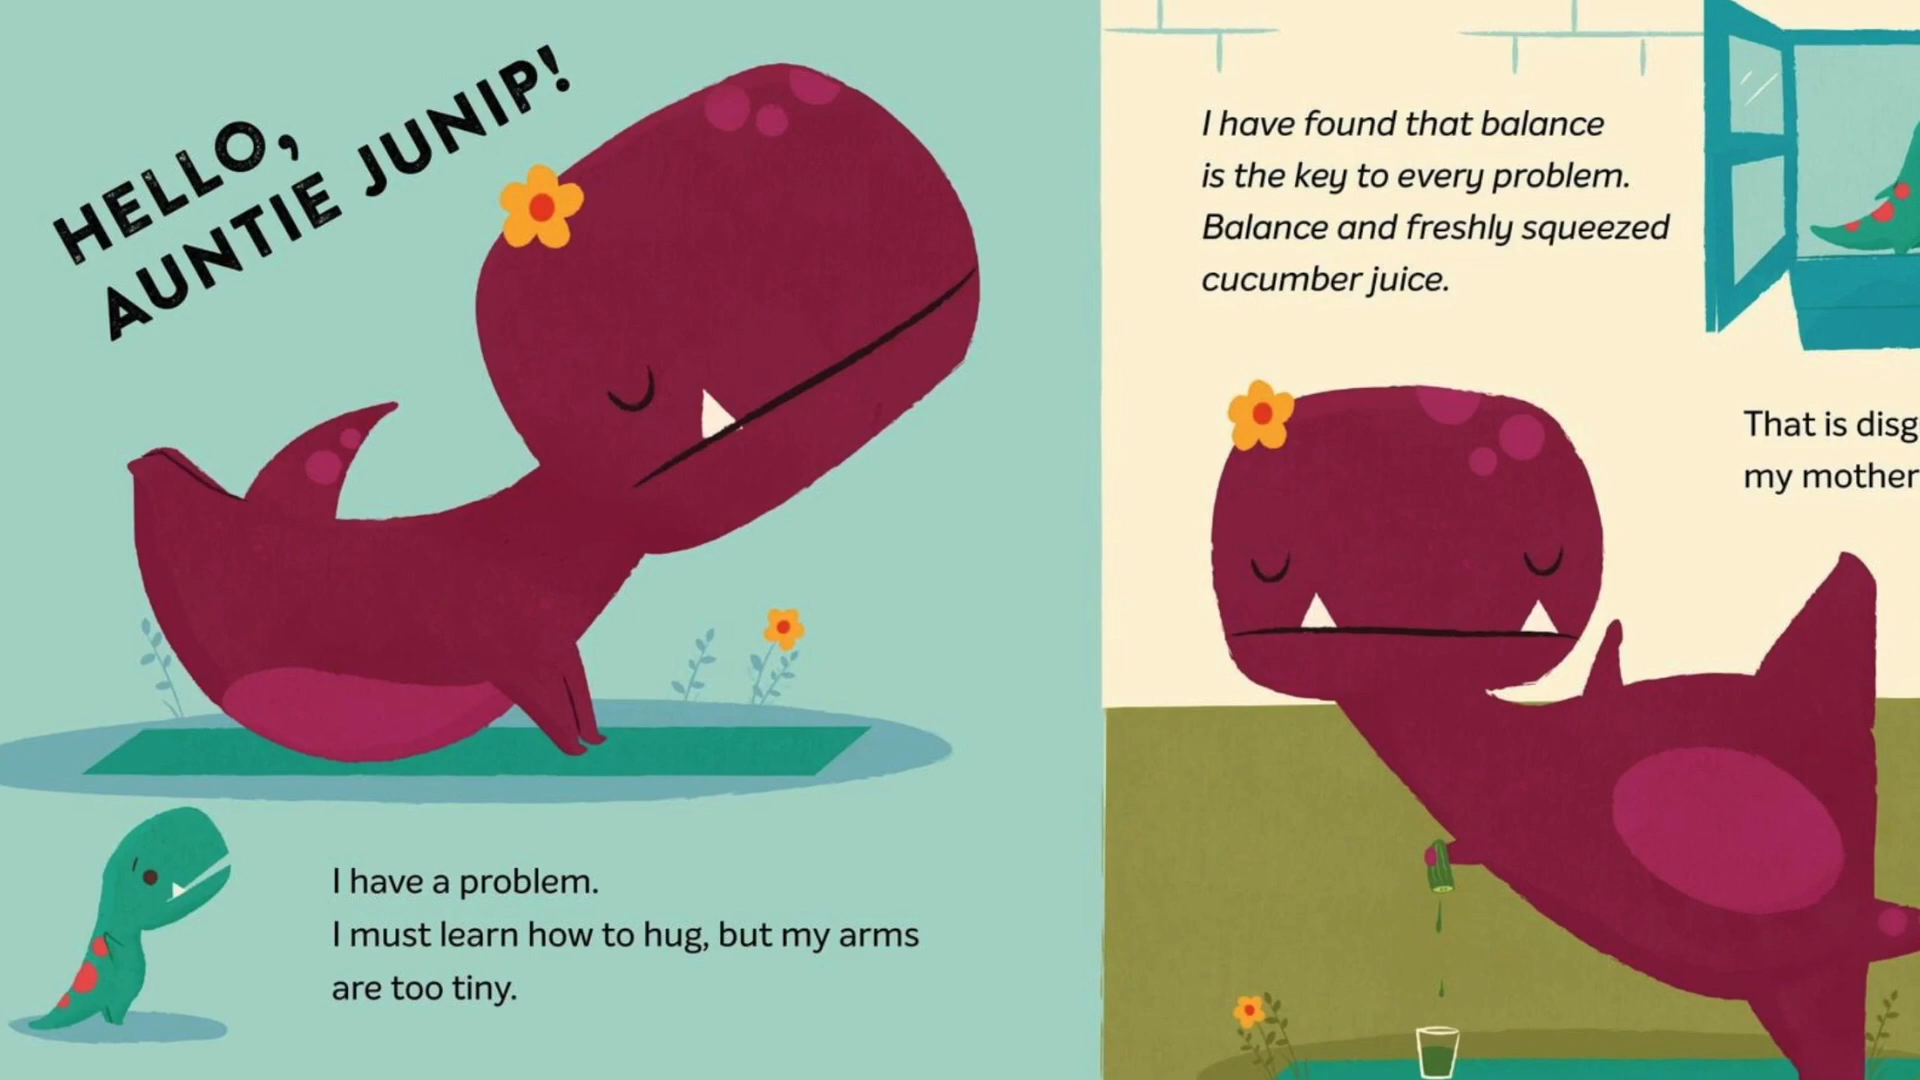 HELLO,
AUNTIE JUNIP!
I have a problem.
I must learn how to hug, but my arms
are too tiny.
I have found that balance
is the key to every problem.
Balance and freshly squeezed
cucumber juice.
That is
my mother